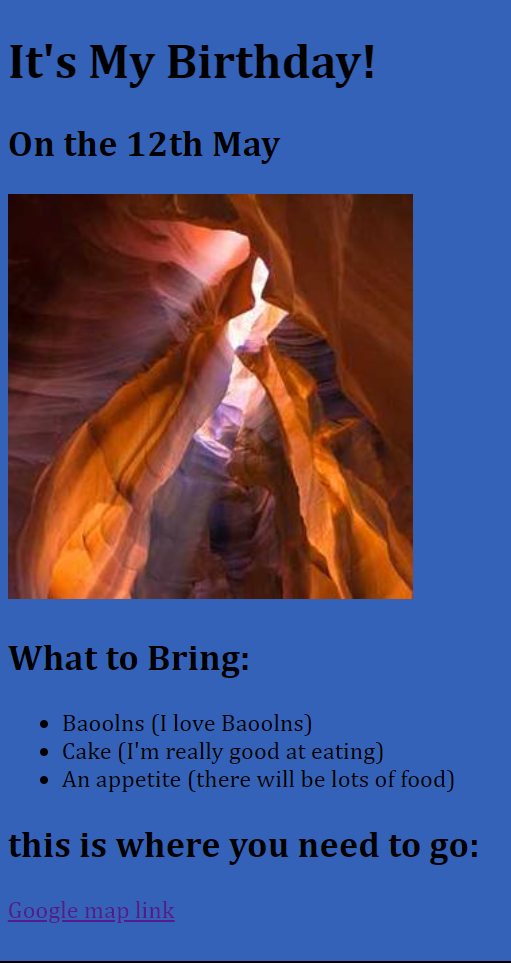 It's My Birthday!
On the 12th May
What to Bring:
Baoolns (I love Baoolns)
Cake (I'm really good at eating)
An appetite (there will be lots of food)
this is where you need to go:
Google map link